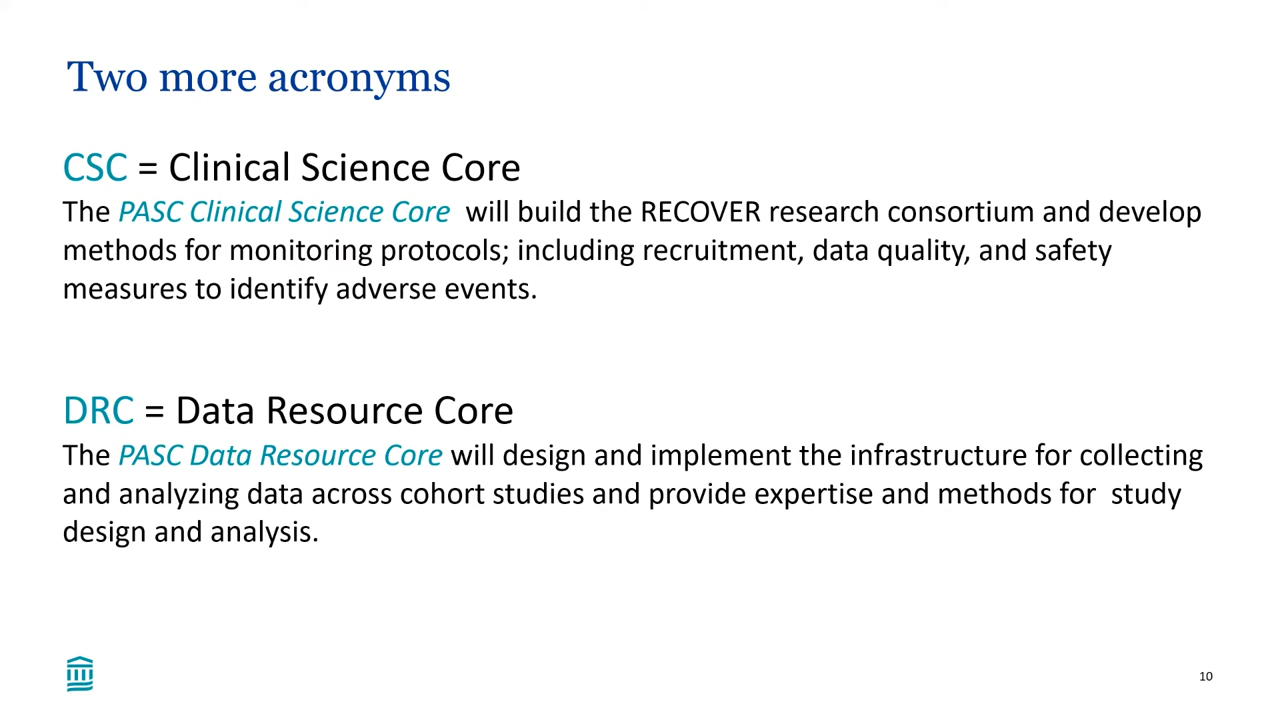 Two more acronyms
CSC = Clinical Science Core
The PASC Clinical Science Core will build the RECOVER research consortium and develop
methods for monitoring protocols; including recruitment, data quality, and safety
measures to identify adverse events.
DRC = Data Resource Core
The PASC Data Resource Core will design and implement the infrastructure for collecting
and analyzing data across cohort studies and provide expertise and methods for study
design and analysis.
10